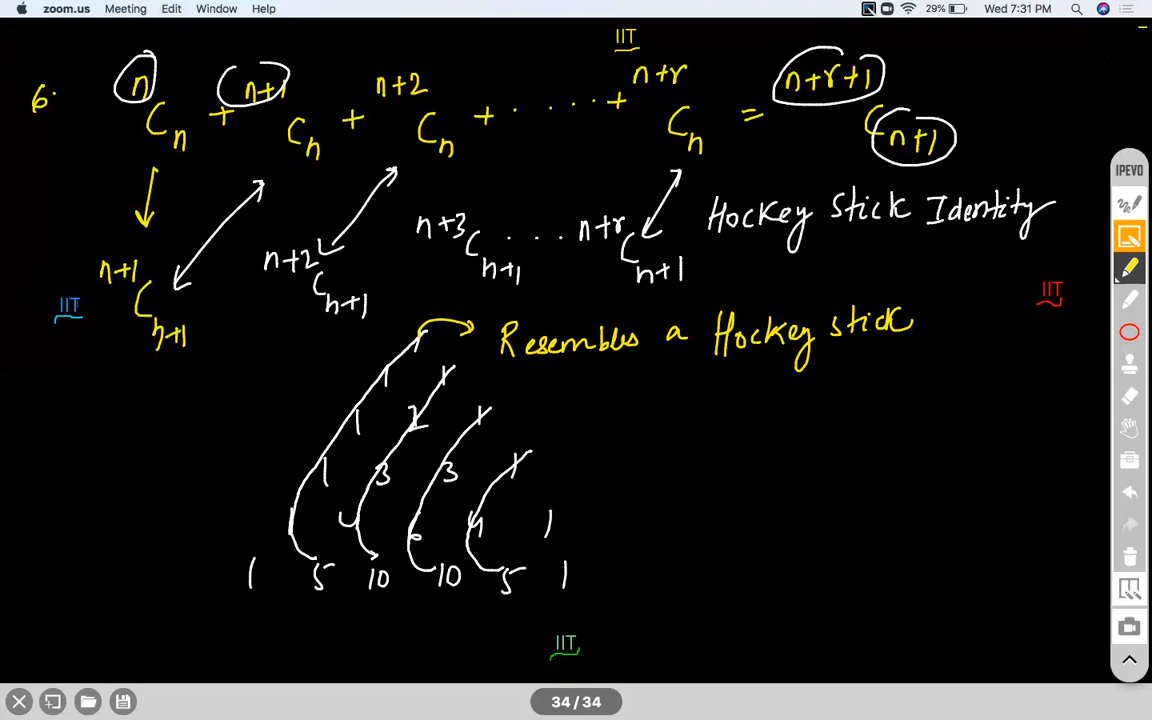 zoom.us Meeting Edit Window Help 29% Wed 7:31 PM
IIT
6. nCn + n+1Cn + n+2Cn + ..... + n+rCn = n+r+1Cn+1
IPEVO
Hockey Stick Identity
n+1Cn+1 n+2Cn+1 n+3Cn+1 .... n+rCn+1
IIT
IIT
Resembles a Hockey stick
1
1 1
1 2 1
1 3 3 1
4 6 4 1
1 5 10 10 5 1
IIT
34 / 34